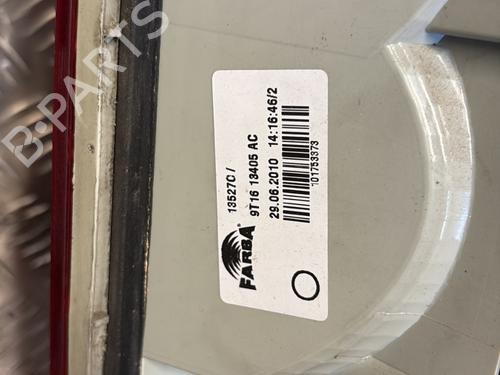 13527C /
9T16 13405 AC
29.06.2010 14:16:46/2
101753373
FARBA
B-PARTS